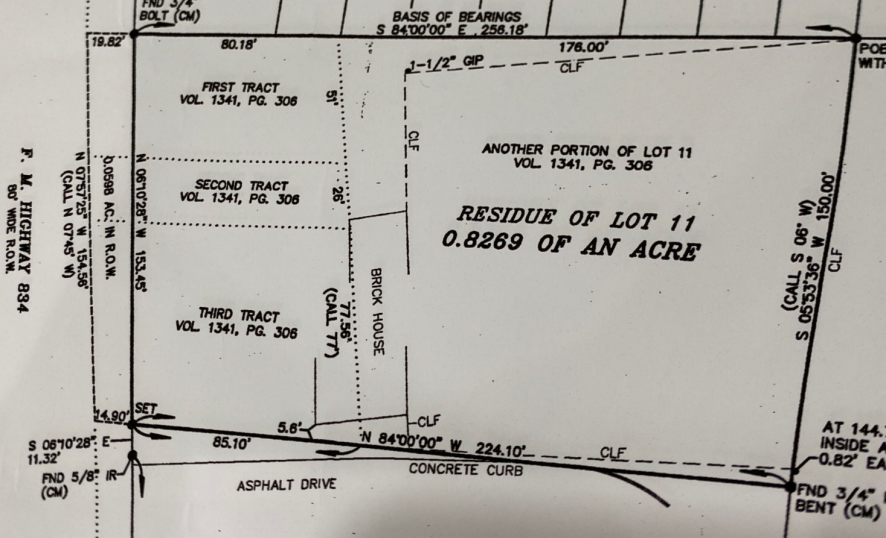 FND 3/4"
BOLT (CM)
BASIS OF BEARINGS
S 84°00'00" E 256.18'
19.82'
80.18'
176.00'
POB
WITH
1-1/2" GIP
CLF
FIRST TRACT
VOL. 1341, PG. 306
51'
CLF
ANOTHER PORTION OF LOT 11
VOL. 1341, PG. 306
SECOND TRACT
VOL. 1341, PG. 306
26'
RESIDUE OF LOT 11
0.8269 OF AN ACRE
F. M. HIGHWAY 834
80' WIDE R.O.W.
N 07°57'25" W 154.56'
(CALL N 07°45' W)
0.0598 AC. IN R.O.W.
N 06°10'28" W 153.45'
THIRD TRACT
VOL. 1341, PG. 306
77.56'
(CALL 77')
BRICK HOUSE
(CALL S 06° W)
S 05°53'36" W 150.00'
CLF
14.90'
SET
5.6'
CLF
S 06°10'28" E
11.32'
85.10'
N 84°00'00" W 224.10'
CLF
AT 144.
INSIDE A
0.82' EA
FND 5/8" IR
(CM)
ASPHALT DRIVE
CONCRETE CURB
FND 3/4"
BENT (CM)